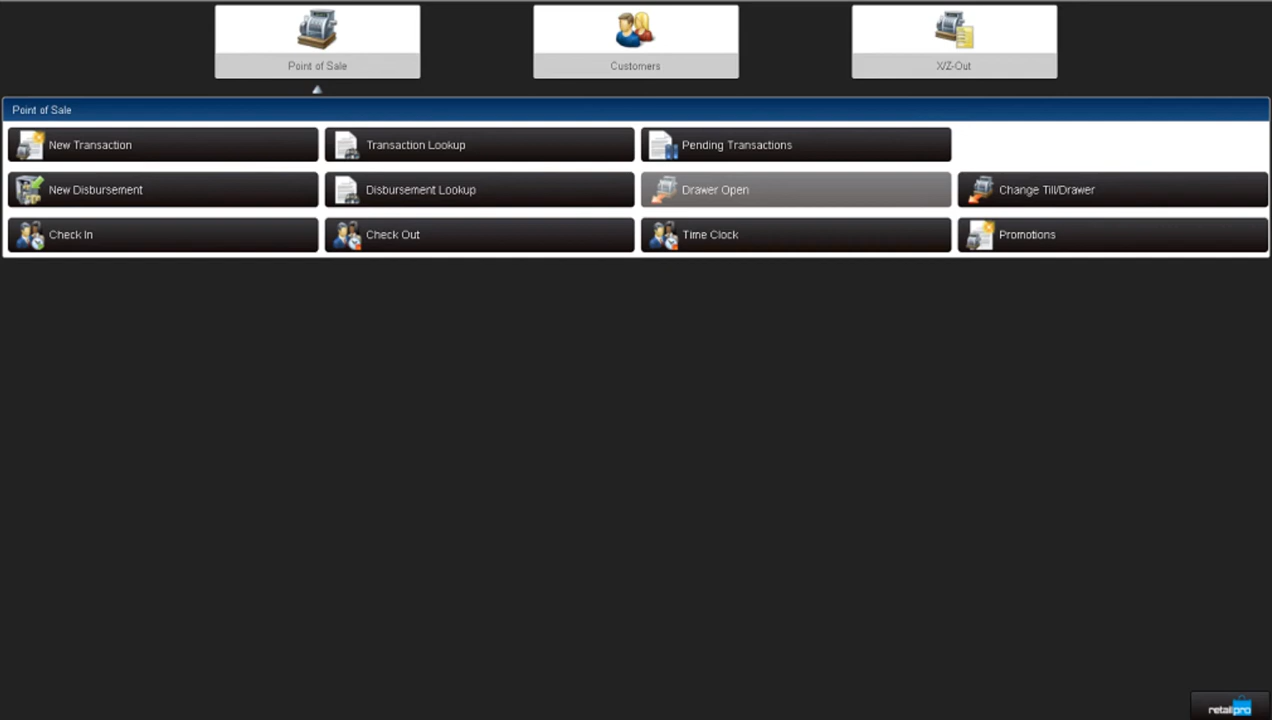 Point of Sale
Customers
X/Z-Out
Point of Sale
New Transaction
Transaction Lookup
Pending Transactions
New Disbursement
Disbursement Lookup
Drawer Open
Change Till/Drawer
Check In
Check Out
Time Clock
Promotions
retailpro